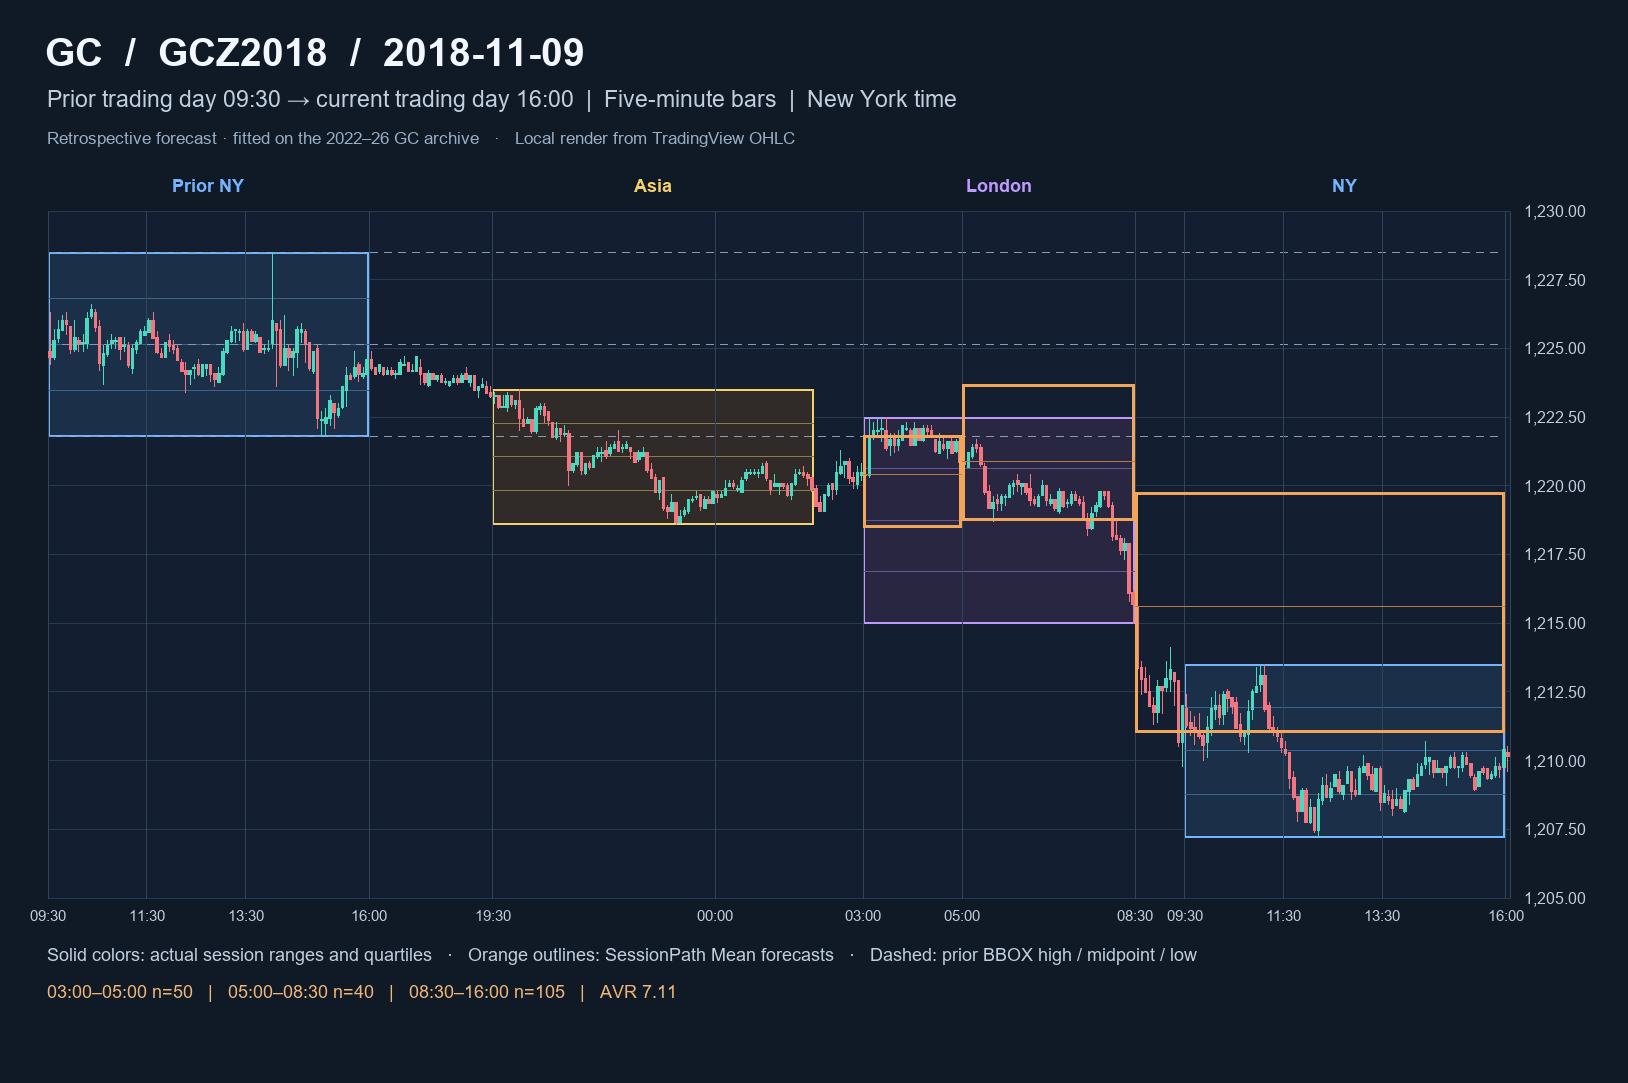 GC / GCZ2018 / 2018-11-09
Prior trading day 09:30 → current trading day 16:00 | Five-minute bars | New York time
Retrospective forecast · fitted on the 2022–26 GC archive · Local render from TradingView OHLC
Prior NY Asia London NY
1,230.00
1,227.50
1,225.00
1,222.50
1,220.00
1,217.50
1,215.00
1,212.50
1,210.00
1,207.50
1,205.00
09:30 11:30 13:30 16:00 19:30 00:00 03:00 05:00 08:30 09:30 11:30 13:30 16:00
Solid colors: actual session ranges and quartiles · Orange outlines: SessionPath Mean forecasts · Dashed: prior BBOX high / midpoint / low
03:00–05:00 n=50 | 05:00–08:30 n=40 | 08:30–16:00 n=105 | AVR 7.11